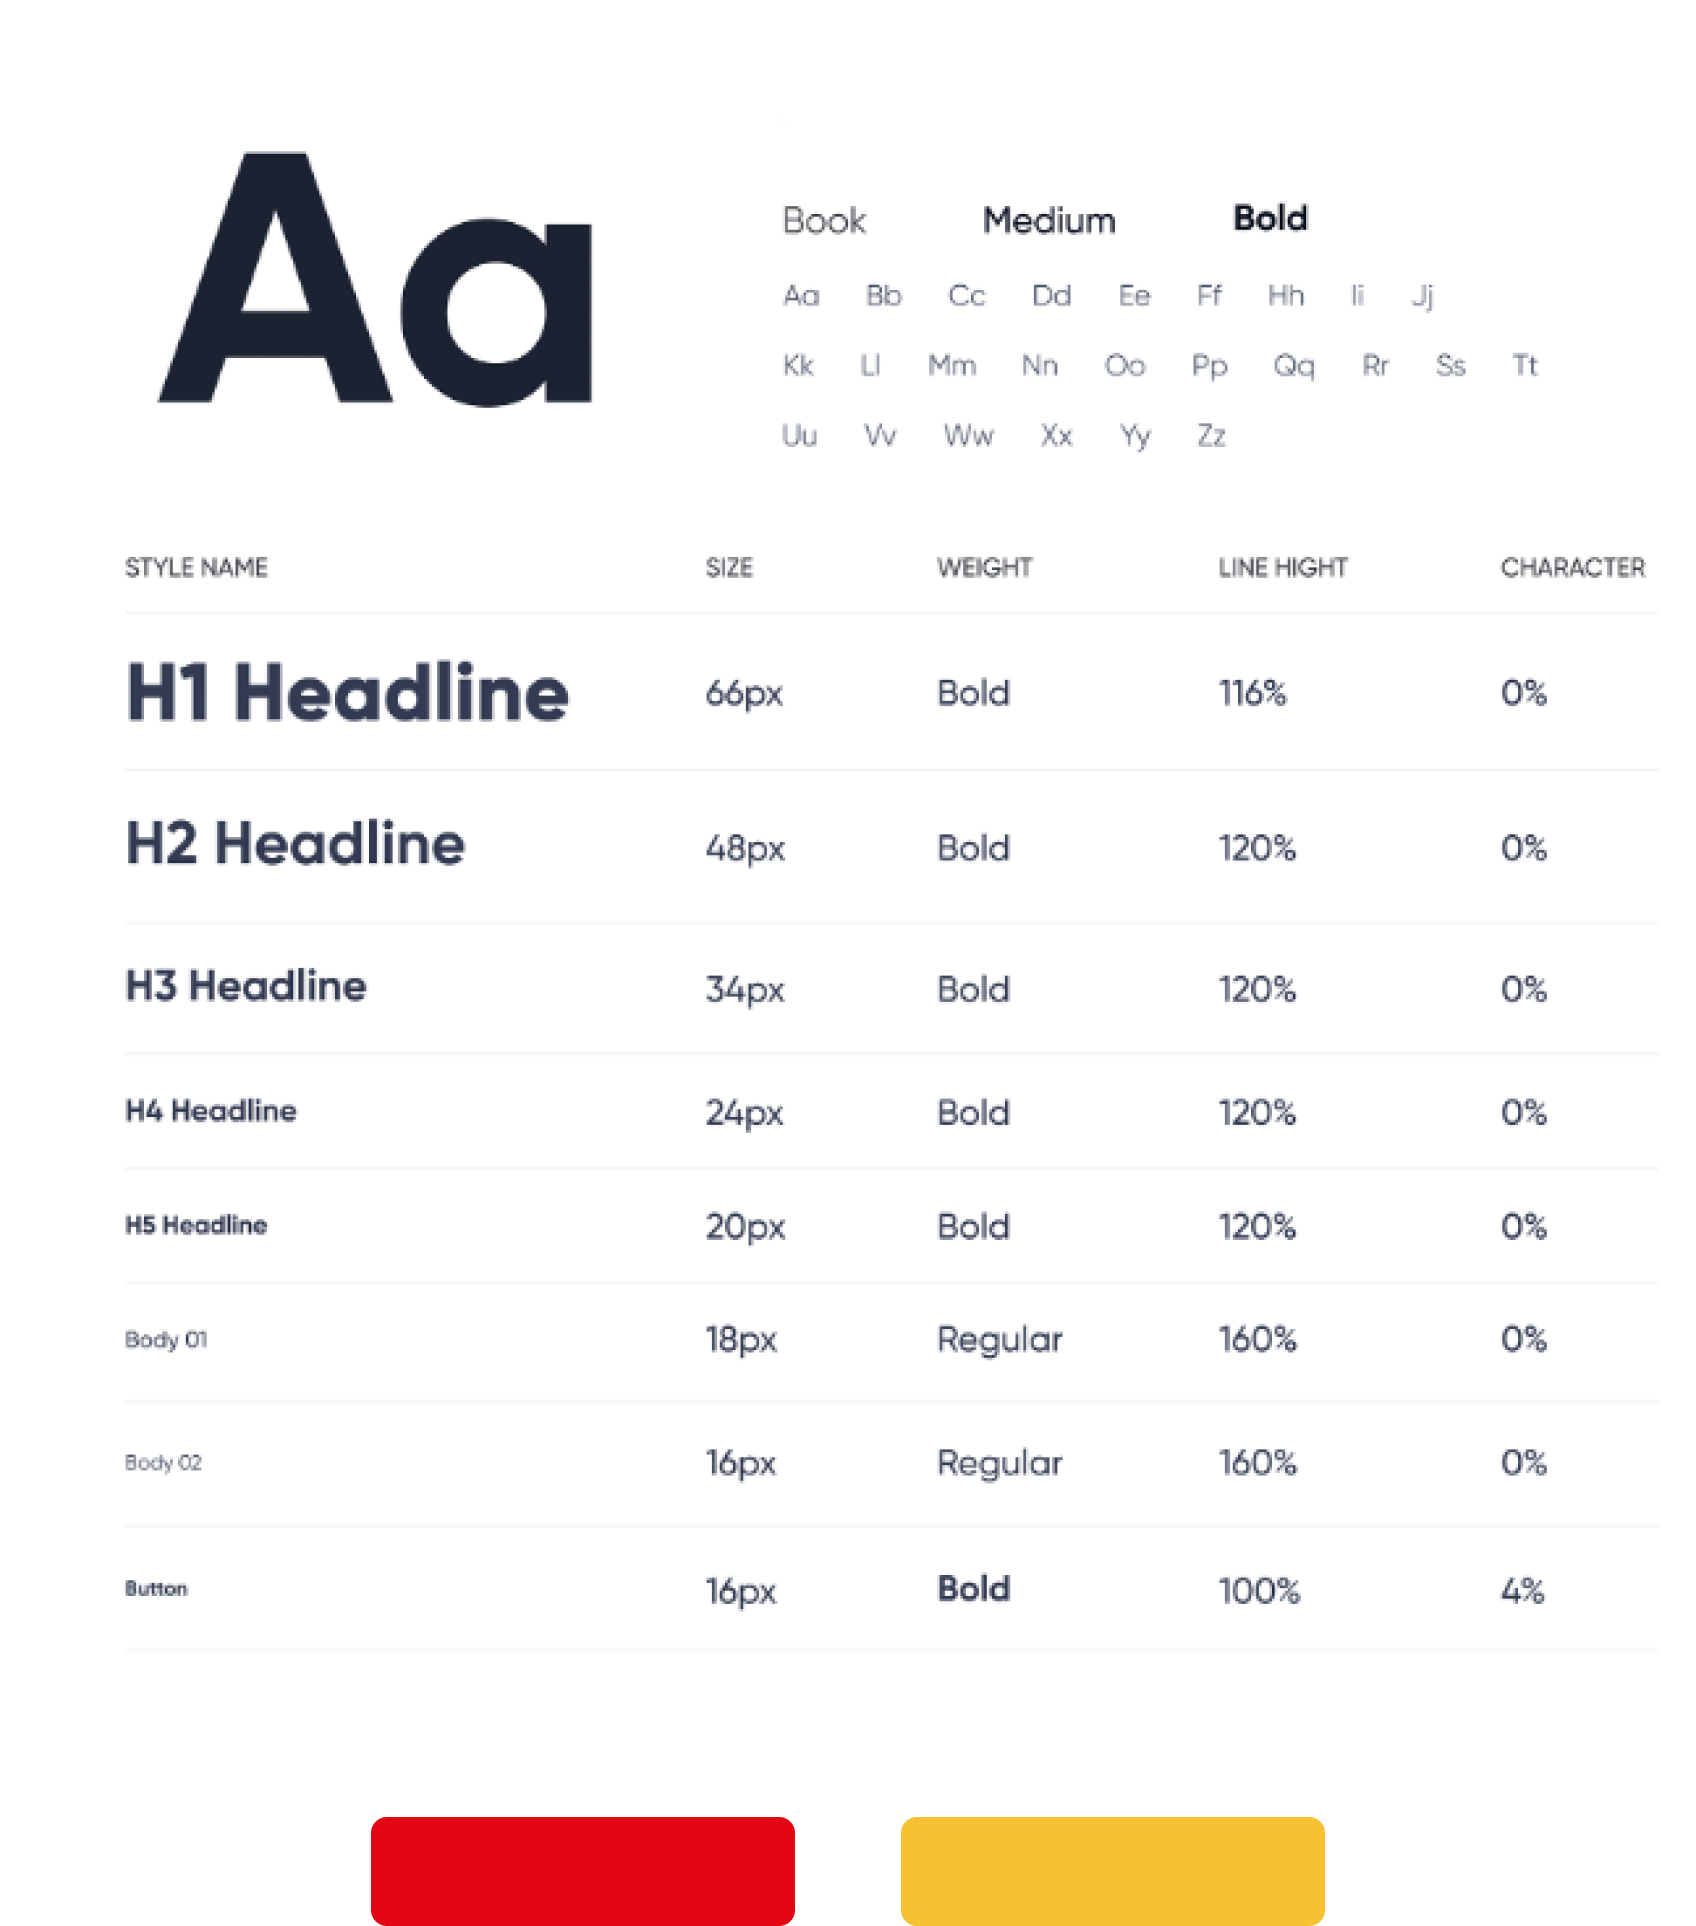 Aa
Book Medium Bold
Aa Bb Cc Dd Ee Ff Hh Ii Jj
Kk Ll Mm Nn Oo Pp Qq Rr Ss Tt
Uu Vv Ww Xx Yy Zz
STYLE NAME SIZE WEIGHT LINE HIGHT CHARACTER
H1 Headline 66px Bold 116% 0%
H2 Headline 48px Bold 120% 0%
H3 Headline 34px Bold 120% 0%
H4 Headline 24px Bold 120% 0%
H5 Headline 20px Bold 120% 0%
Body 01 18px Regular 160% 0%
Body 02 16px Regular 160% 0%
Button 16px Bold 100% 4%